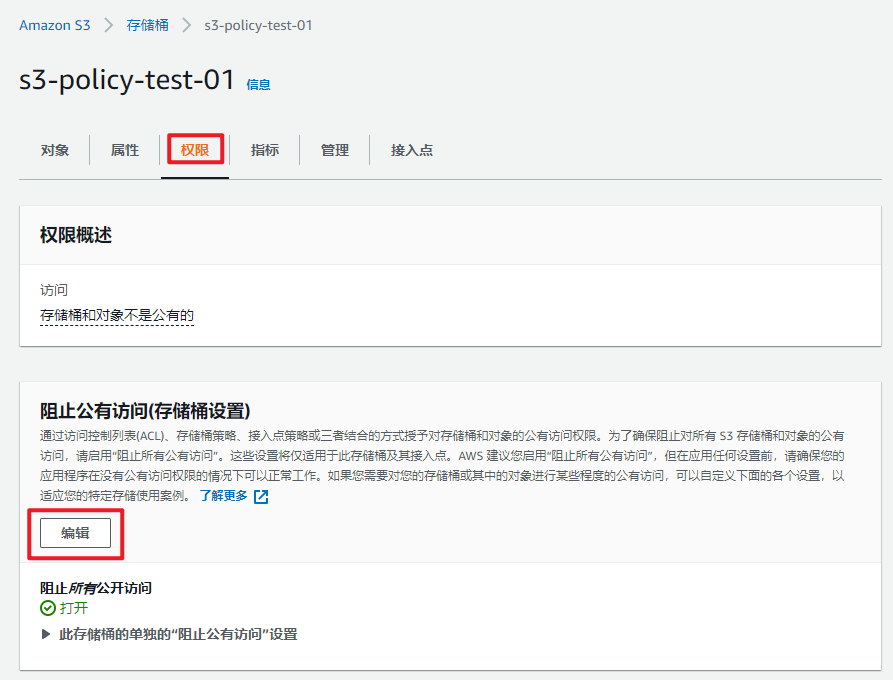 Amazon S3 > 存储桶 > s3-policy-test-01
s3-policy-test-01 信息
对象 属性 权限 指标 管理 接入点
权限概述
访问
存储桶和对象不是公有的
阻止公有访问(存储桶设置)
通过访问控制列表(ACL)、存储桶策略、接入点策略或三者结合的方式授予对存储桶和对象的公有访问权限。为了确保阻止对所有 S3 存储桶和对象的公有
访问，请启用“阻止所有公有访问”。这些设置将仅适用于此存储桶及其接入点。AWS 建议您启用“阻止所有公有访问”，但在应用任何设置前，请确保您的
应用程序在没有公有访问权限的情况下可以正常工作。如果您需要对您的存储桶或其中的对象进行某些程度的公有访问，可以自定义下面的各个设置，以
适应您的特定存储使用案例。 了解更多
编辑
阻止所有公开访问
打开
此存储桶的单独的“阻止公有访问”设置